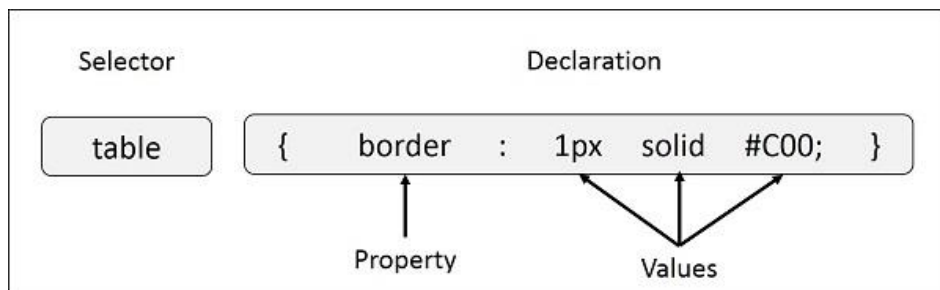 Selector Declaration
table { border : 1px solid #C00; }
Property Values